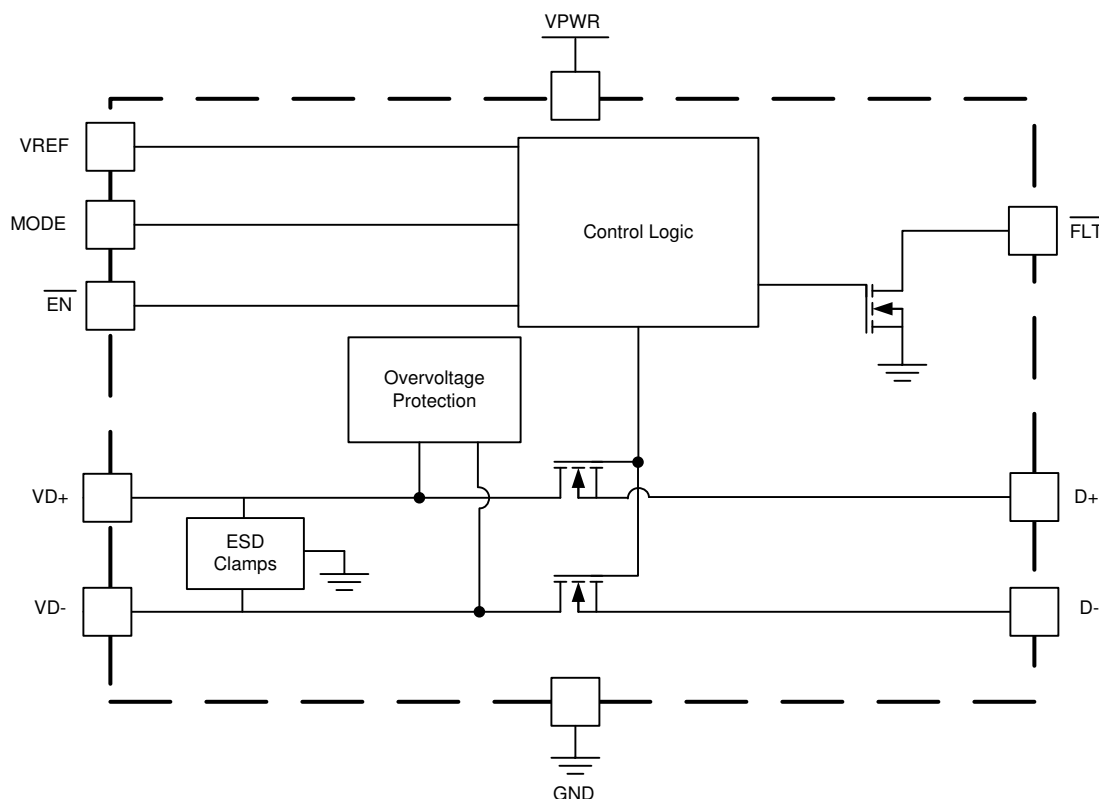 VPWR
VREF
MODE
Control Logic
FLT
EN
Overvoltage
Protection
VD+
D+
ESD
Clamps
VD-
D-
GND